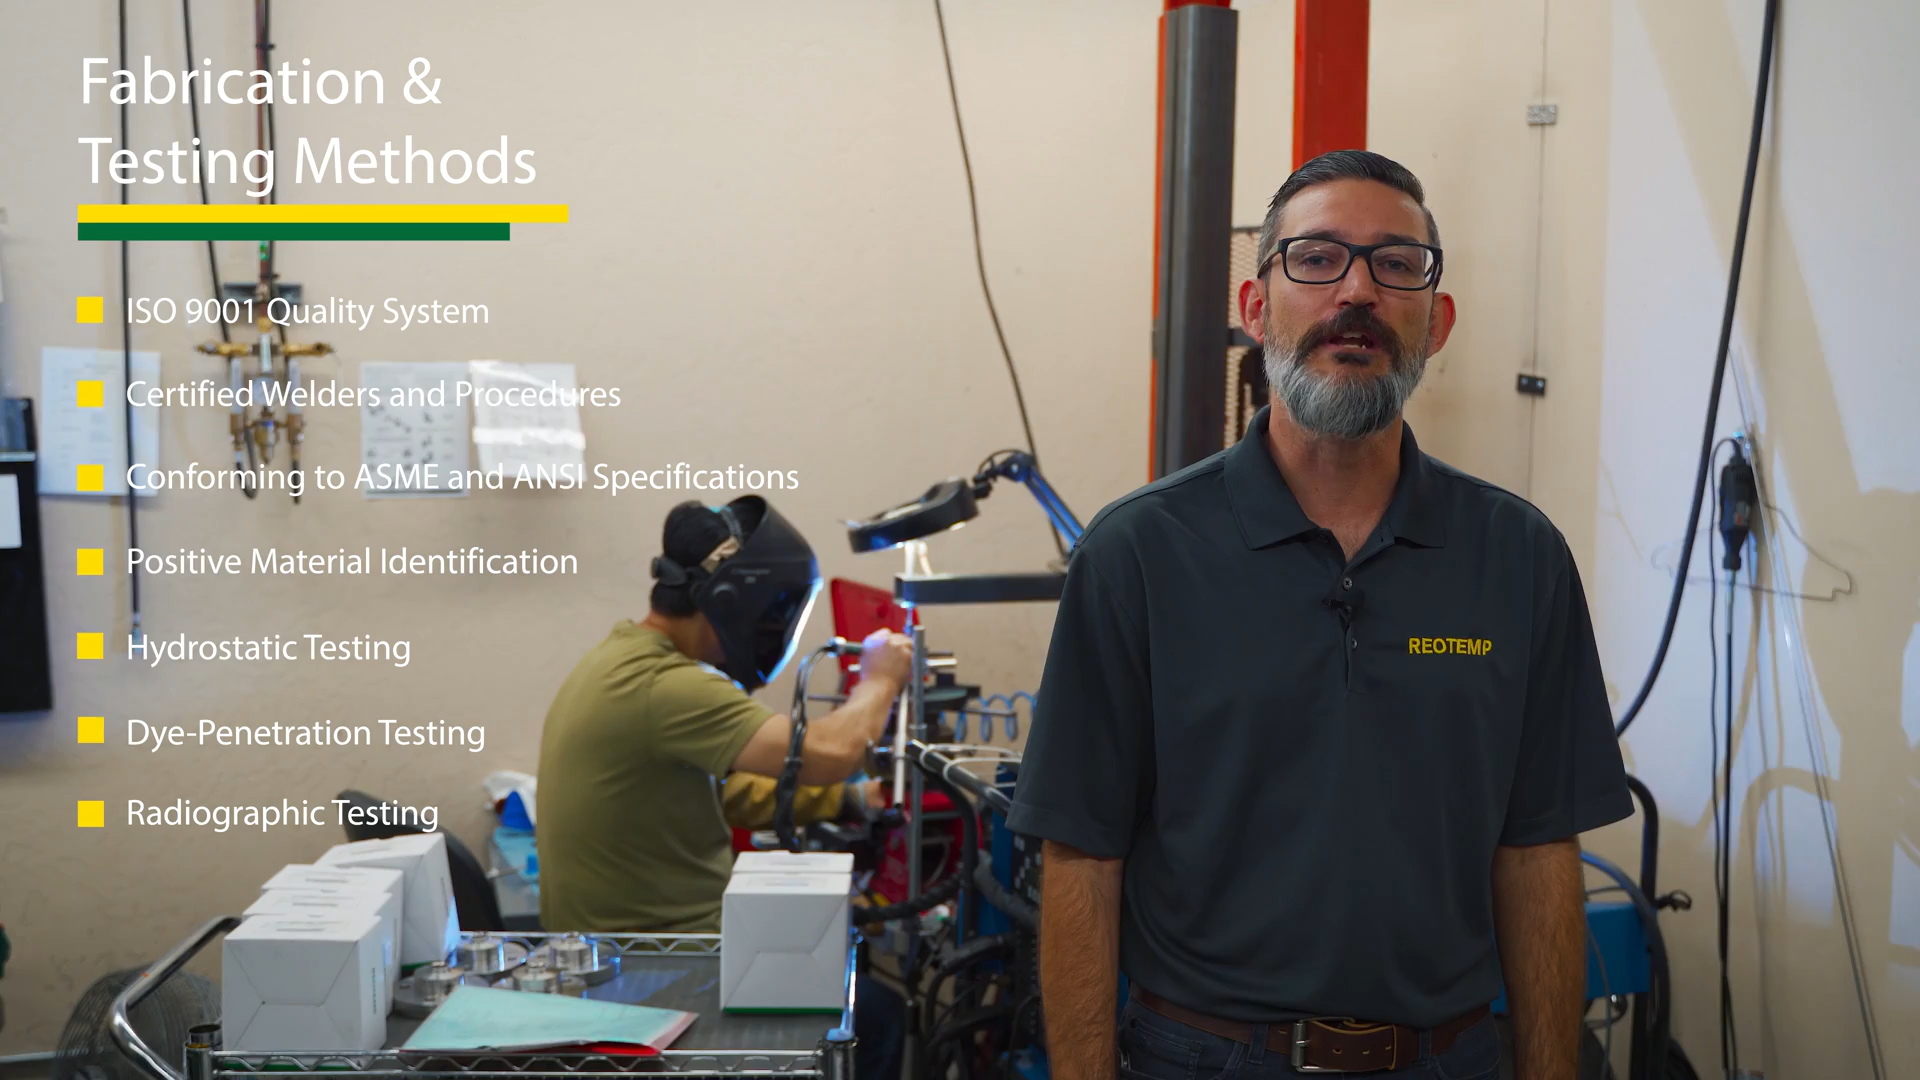 Fabrication &
Testing Methods
ISO 9001 Quality System
Certified Welders and Procedures
Conforming to ASME and ANSI Specifications
Positive Material Identification
Hydrostatic Testing
Dye-Penetration Testing
Radiographic Testing
REOTEMP